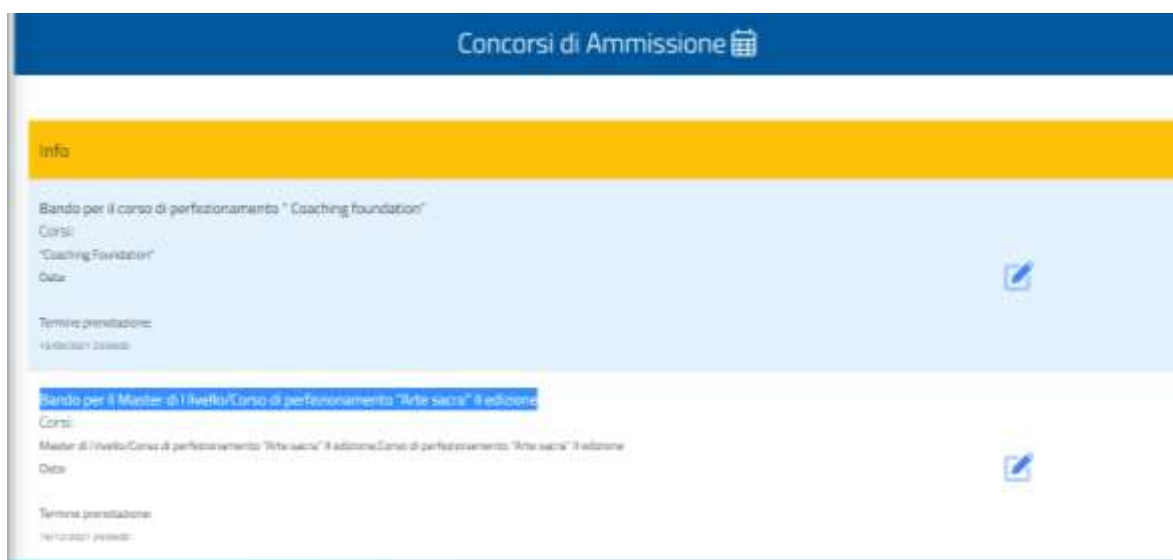 Concorsi di Ammissione
Info
Bando per il corso di perfezionamento " Coaching foundation"
Corsi:
"Coaching Foundation"
Data:
Termine prenotazione:
Bando per il Master di I livello/Corso di perfezionamento "Arte sacra" II edizione
Corsi:
Master di I livello/Corso di perfezionamento "Arte sacra" II edizione,Corso di perfezionamento "Arte sacra" II edizione
Data:
Termine prenotazione: